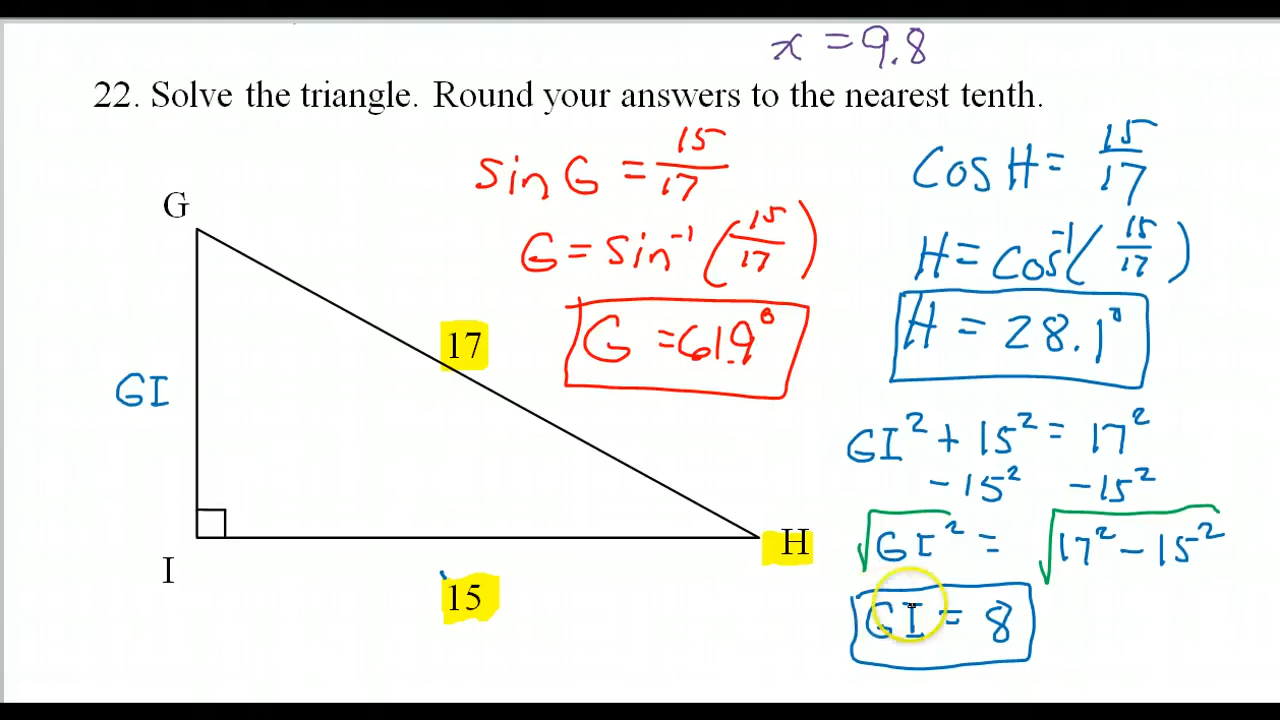 x = 9.8
22. Solve the triangle. Round your answers to the nearest tenth.
G
GI
17
I
15
H
sin G = 15/17
G = sin⁻¹ (15/17)
G = 61.9°
cos H = 15/17
H = cos⁻¹ (15/17)
H = 28.1°
GI² + 15² = 17²
- 15² - 15²
√GI² = √17² - 15²
GI = 8